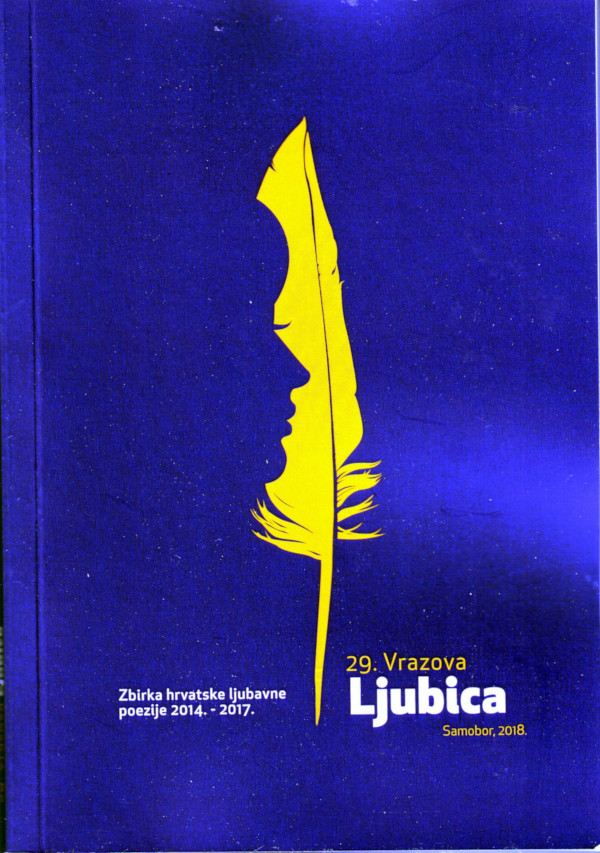 Zbirka hrvatske ljubavne
poezije 2014. - 2017.
29. Vrazova
Ljubica
Samobor, 2018.